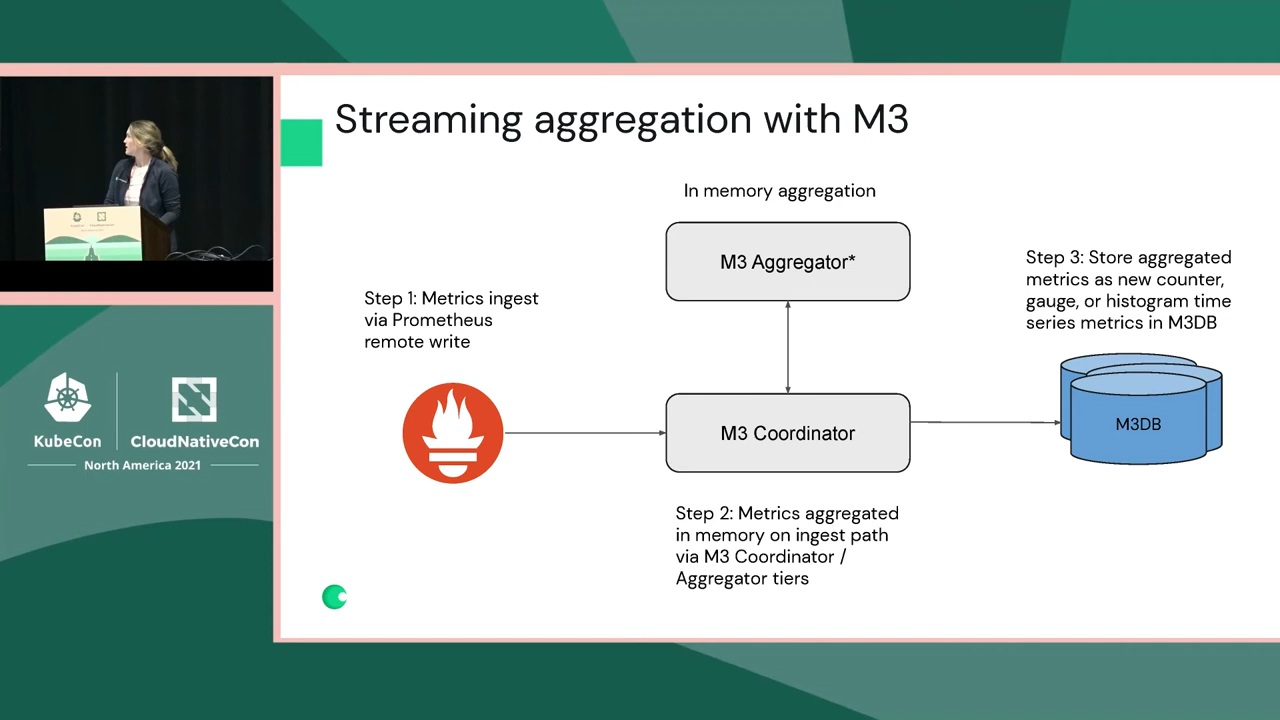 Streaming aggregation with M3
In memory aggregation
M3 Aggregator*
Step 1: Metrics ingest
via Prometheus
remote write
Step 3: Store aggregated
metrics as new counter,
gauge, or histogram time
series metrics in M3DB
M3 Coordinator
M3DB
Step 2: Metrics aggregated
in memory on ingest path
via M3 Coordinator /
Aggregator tiers
KubeCon
CloudNativeCon
North America 2021